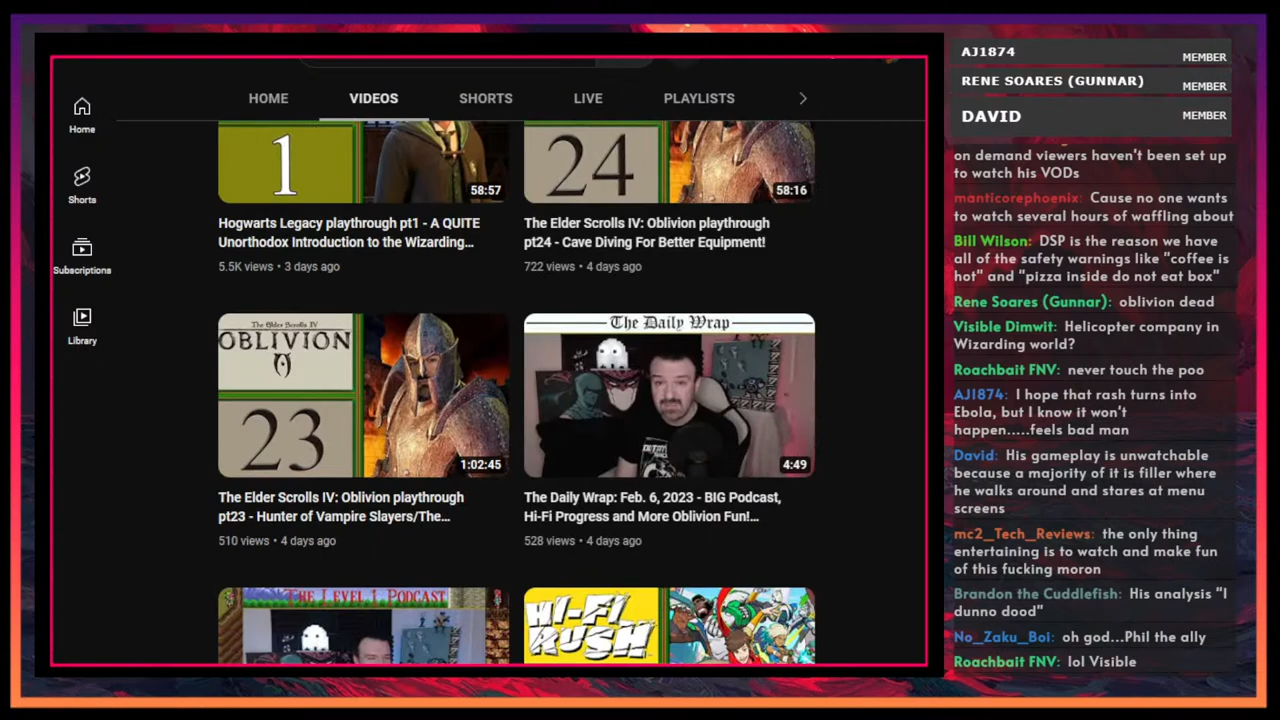 HOME
VIDEOS
SHORTS
LIVE
PLAYLISTS
Home
Shorts
Subscriptions
Library
1
58:57
24
58:16
Hogwarts Legacy playthrough pt1 - A QUITE
Unorthodox Introduction to the Wizarding...
5.5K views • 3 days ago
The Elder Scrolls IV: Oblivion playthrough
pt24 - Cave Diving For Better Equipment!
722 views • 4 days ago
The Elder Scrolls IV
OBLIVION
23
1:02:45
The Daily Wrap
4:49
The Elder Scrolls IV: Oblivion playthrough
pt23 - Hunter of Vampire Slayers/The...
510 views • 4 days ago
The Daily Wrap: Feb. 6, 2023 - BIG Podcast,
Hi-Fi Progress and More Oblivion Fun!...
528 views • 4 days ago
THE LEVEL 1 PODCAST
HI-FI
RUSH
AJ1874
MEMBER
RENE SOARES (GUNNAR)
MEMBER
DAVID
MEMBER
on demand viewers haven't been set up
to watch his VODs
manticorephoenix: Cause no one wants
to watch several hours of waffling about
Bill Wilson: DSP is the reason we have
all of the safety warnings like "coffee is
hot" and "pizza inside do not eat box"
Rene Soares (Gunnar): oblivion dead
Visible Dimwit: Helicopter company in
Wizarding world?
Roachbait FNV: never touch the poo
AJ1874: I hope that rash turns into
Ebola, but I know it won't
happen.....feels bad man
David: His gameplay is unwatchable
because a majority of it is filler where
he walks around and stares at menu
screens
mc2_Tech_Reviews: the only thing
entertaining is to watch and make fun
of this fucking moron
Brandon the Cuddlefish: His analysis "I
dunno dood"
No_Zaku_Boi: oh god...Phil the ally
Roachbait FNV: lol Visible